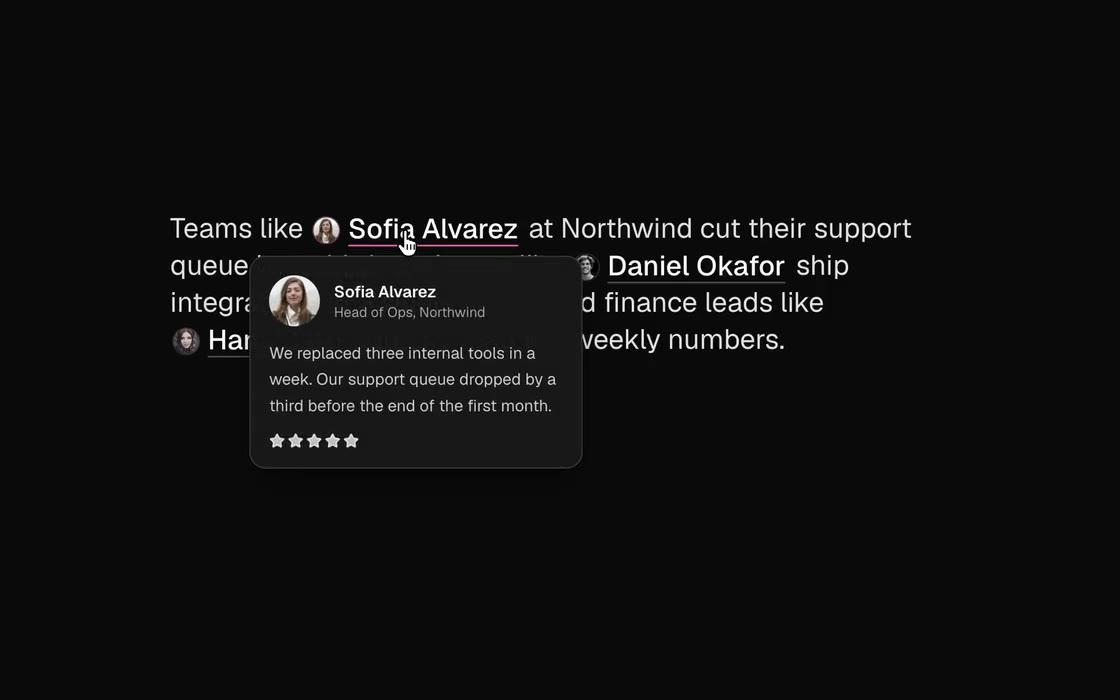 Teams like Sofia Alvarez at Northwind cut their support
queue Daniel Okafor ship
finance leads like
weekly numbers.
Sofia Alvarez
Head of Ops, Northwind
We replaced three internal tools in a
week. Our support queue dropped by a
third before the end of the first month.